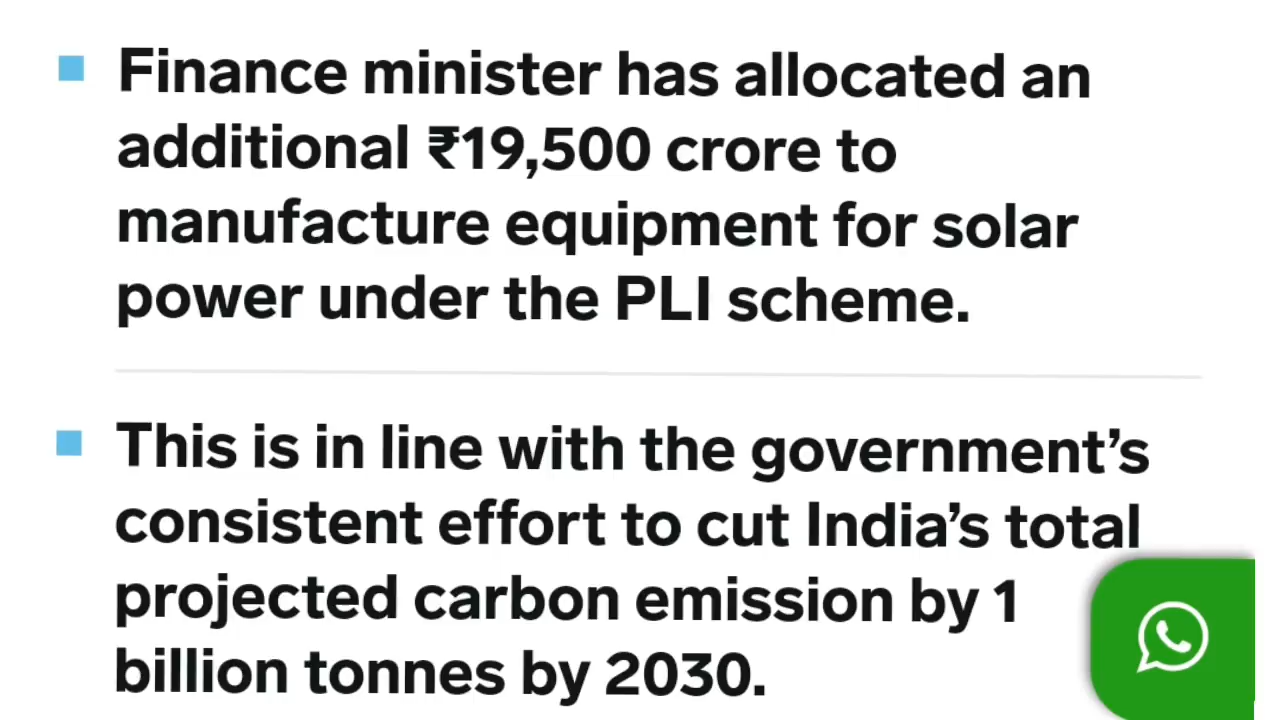 Finance minister has allocated an
additional ₹19,500 crore to
manufacture equipment for solar
power under the PLI scheme.
This is in line with the government’s
consistent effort to cut India’s total
projected carbon emission by 1
billion tonnes by 2030.